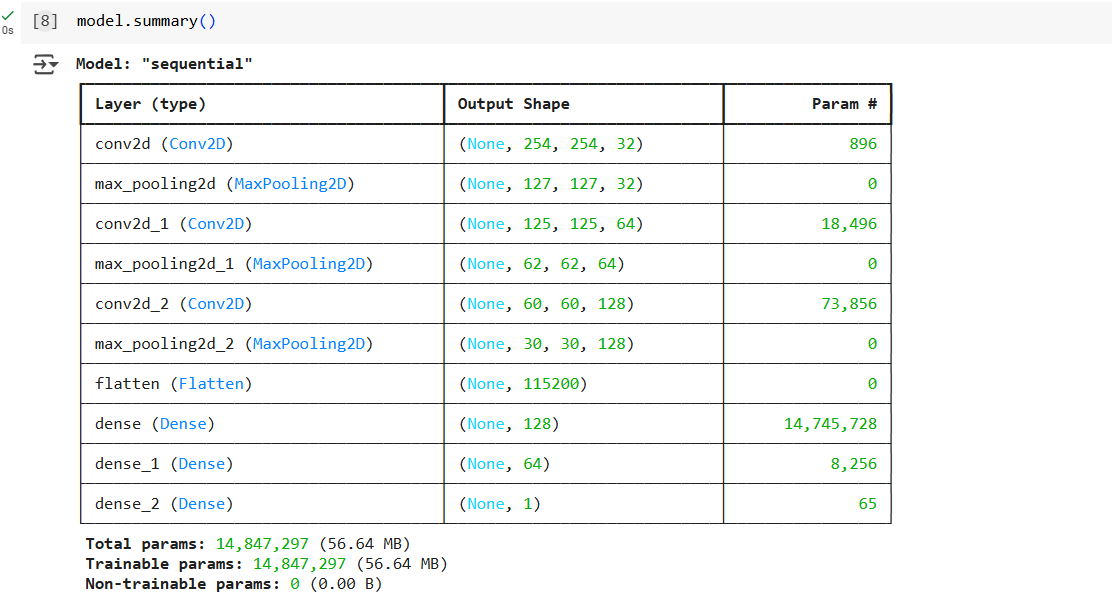 [8] model.summary()
0s
Model: "sequential"
Layer (type) Output Shape Param #
conv2d (Conv2D) (None, 254, 254, 32) 896
max_pooling2d (MaxPooling2D) (None, 127, 127, 32) 0
conv2d_1 (Conv2D) (None, 125, 125, 64) 18,496
max_pooling2d_1 (MaxPooling2D) (None, 62, 62, 64) 0
conv2d_2 (Conv2D) (None, 60, 60, 128) 73,856
max_pooling2d_2 (MaxPooling2D) (None, 30, 30, 128) 0
flatten (Flatten) (None, 115200) 0
dense (Dense) (None, 128) 14,745,728
dense_1 (Dense) (None, 64) 8,256
dense_2 (Dense) (None, 1) 65
Total params: 14,847,297 (56.64 MB)
Trainable params: 14,847,297 (56.64 MB)
Non-trainable params: 0 (0.00 B)